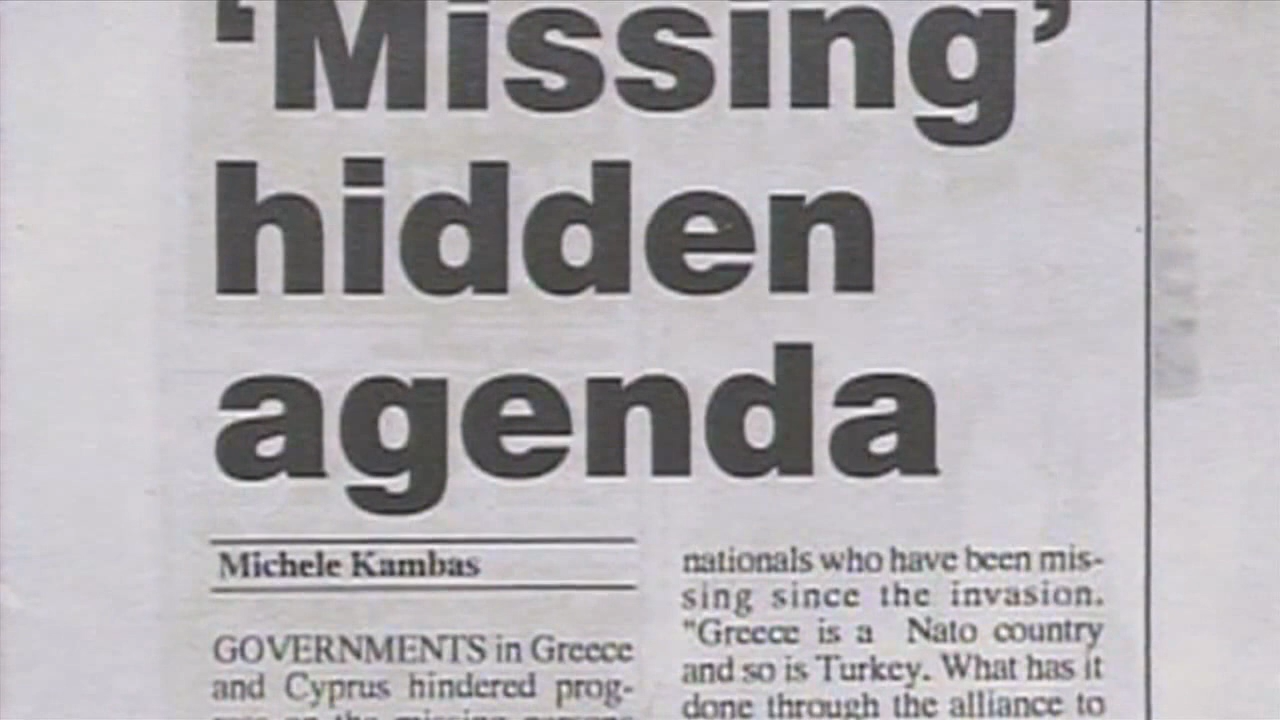 'Missing'
hidden
agenda
Michele Kambas
GOVERNMENTS in Greece
and Cyprus hindered prog-
nationals who have been mis-
sing since the invasion.
"Greece is a Nato country
and so is Turkey. What has it
done through the alliance to